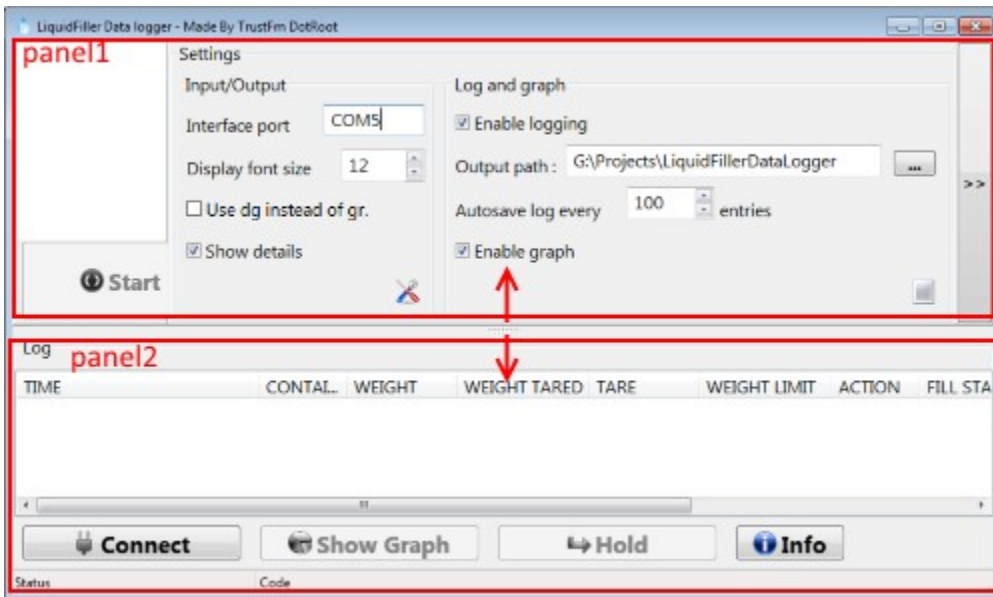 LiquidFiller Data logger - Made By TrustFm DotRoot
panel1
Settings
Input/Output
Log and graph
Interface port COM5
Enable logging
Display font size 12
Output path : G:\Projects\LiquidFillerDataLogger ...
>>
Use dg instead of gr.
Autosave log every 100 entries
Show details
Enable graph
Start
Log
panel2
TIME CONTAI... WEIGHT WEIGHT TARED TARE WEIGHT LIMIT ACTION FILL STA
Connect Show Graph Hold Info
Status Code